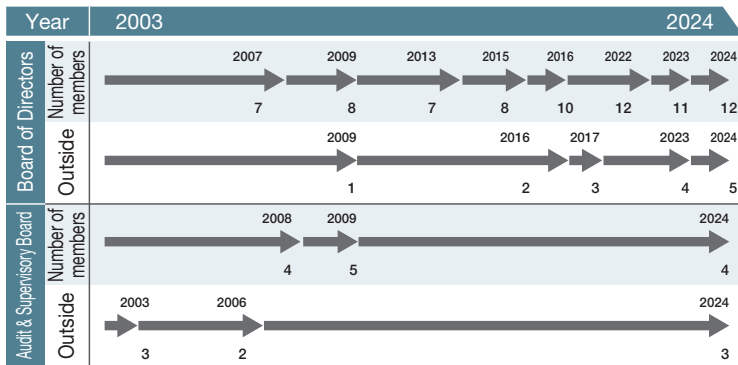 Year 2003 2024
Board of Directors
Number of
members
2007 2009 2013 2015 2016 2022 2023 2024
7 8 7 8 10 12 11 12
Outside
2009 2016 2017 2023 2024
1 2 3 4 5
Audit & Supervisory Board
Number of
members
2008 2009 2024
4 5 4
Outside
2003 2006 2024
3 2 3